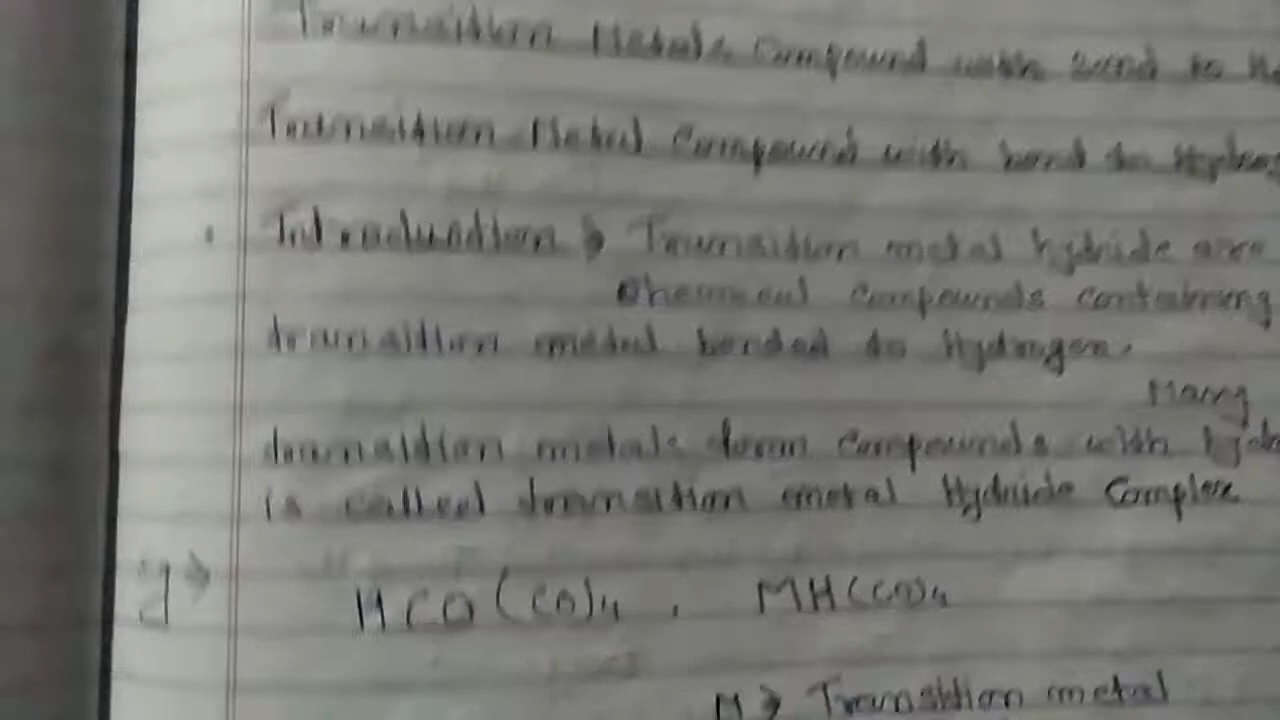 Transition Metals Compound with bond to
Transition Metal Compound with bond to
Introduction → Transition metal hydride are
Chemical compounds containing
transition metal bonded to Hydrogen.
Many
transition metals form compounds with
is called transition metal Hydride Complex
HCO(CO)4 , MH(CO)4
M → Transition metal